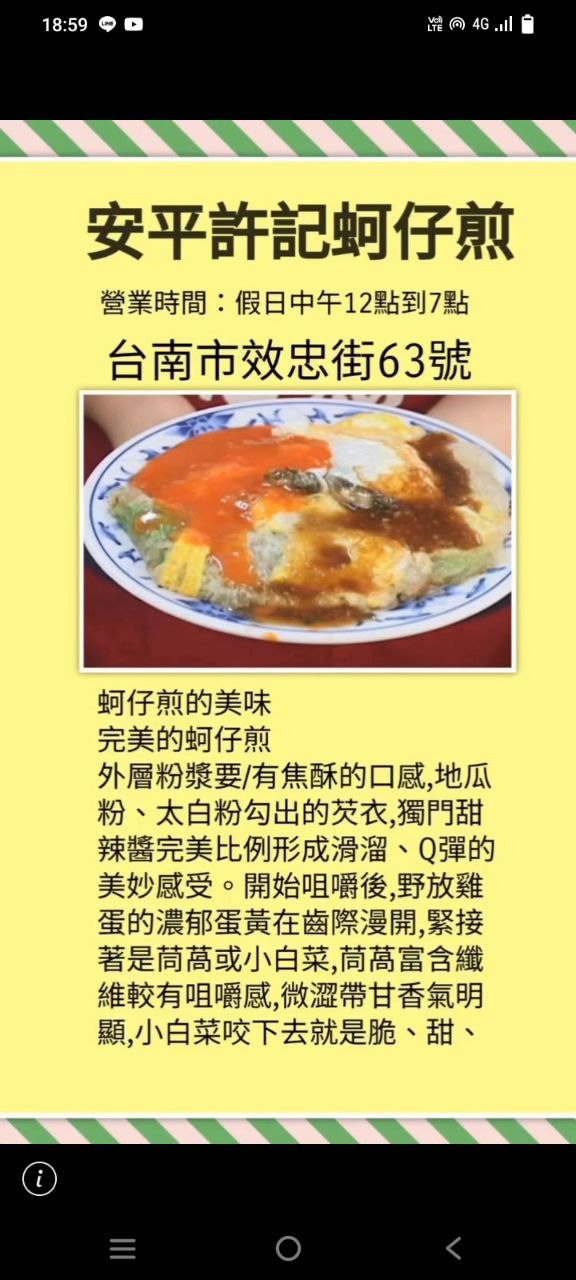 18:59
LINE
VoI)
LTE
4G
安平許記蚵仔煎
營業時間：假日中午12點到7點
台南市效忠街63號
蚵仔煎的美味
完美的蚵仔煎
外層粉漿要/有焦酥的口感,地瓜
粉、太白粉勾出的芡衣,獨門甜
辣醬完美比例形成滑溜、Q彈的
美妙感受。開始咀嚼後,野放雞
蛋的濃郁蛋黃在齒際漫開,緊接
著是茼萵或小白菜,茼萵富含纖
維較有咀嚼感,微澀帶甘香氣明
顯,小白菜咬下去就是脆、甜、